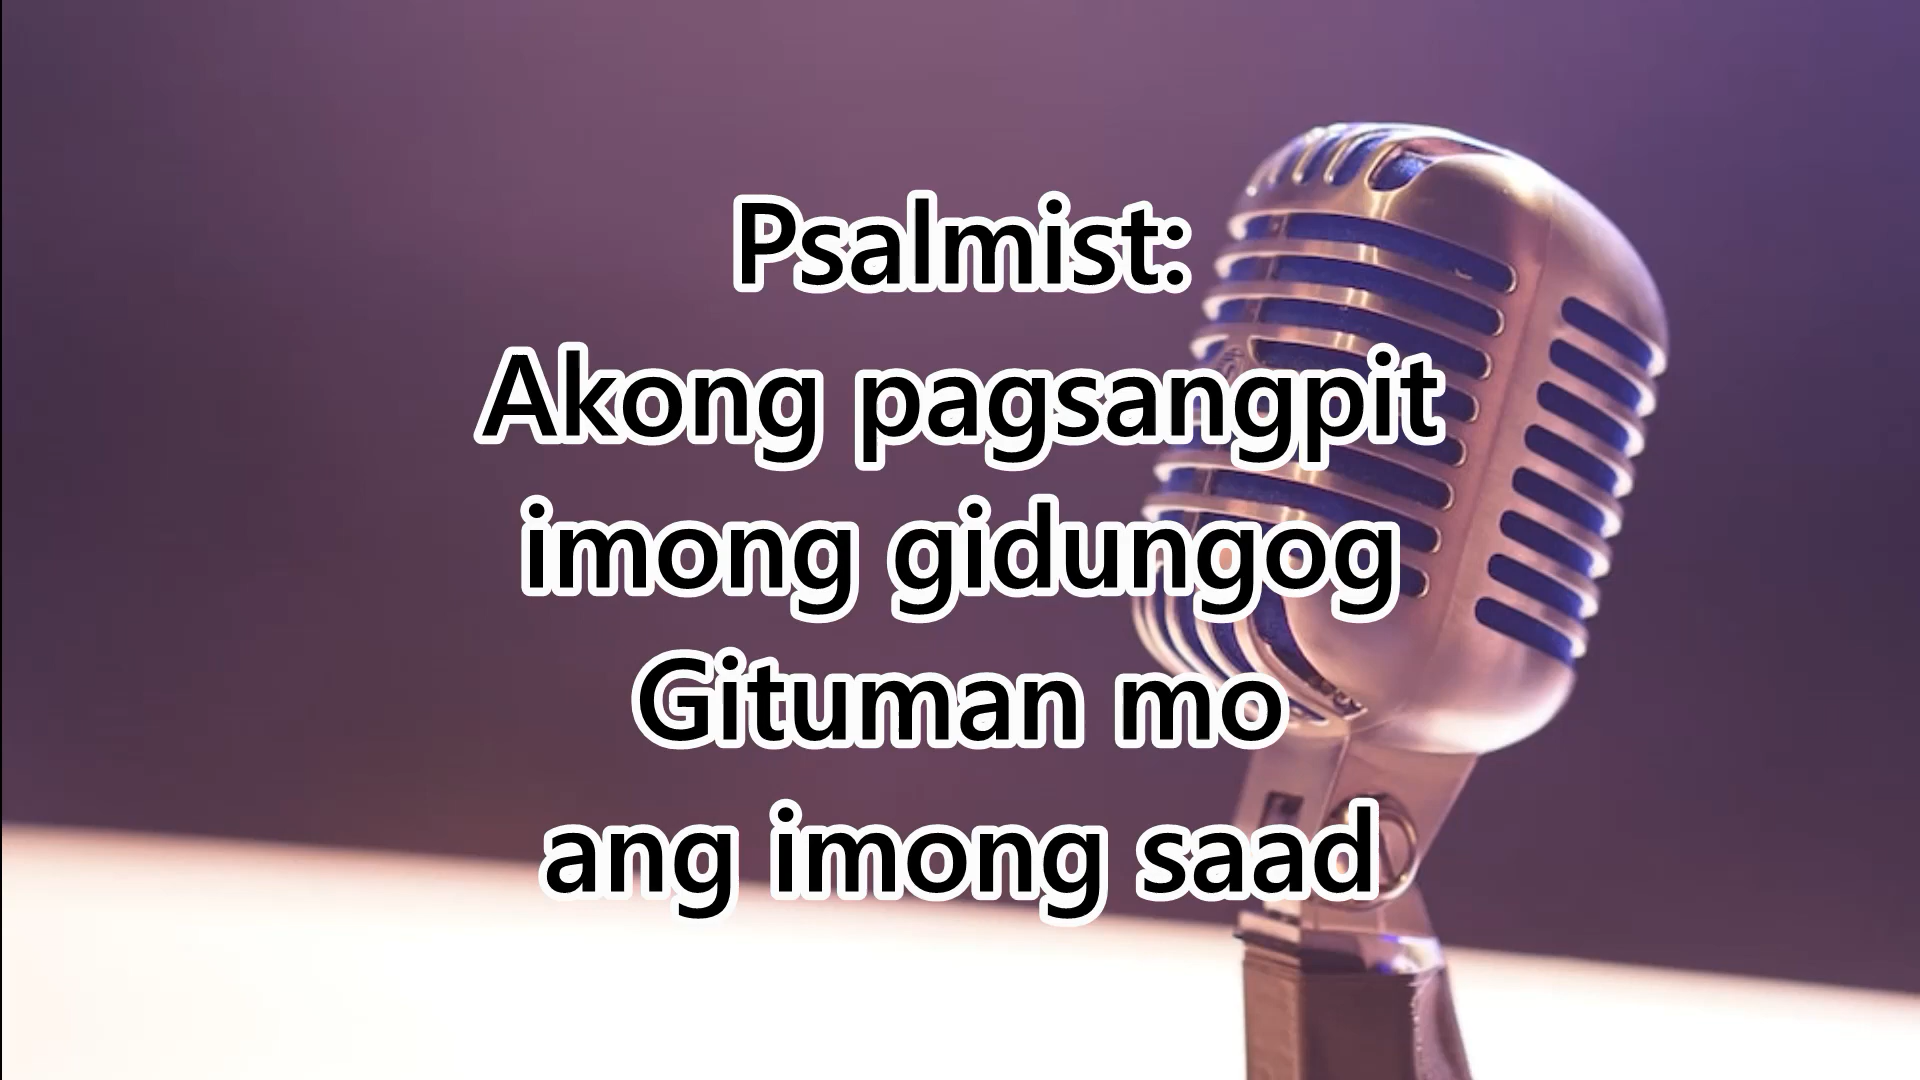 Psalmist:
Akong pagsangpit
imong gidungog
Gituman mo
ang imong saad